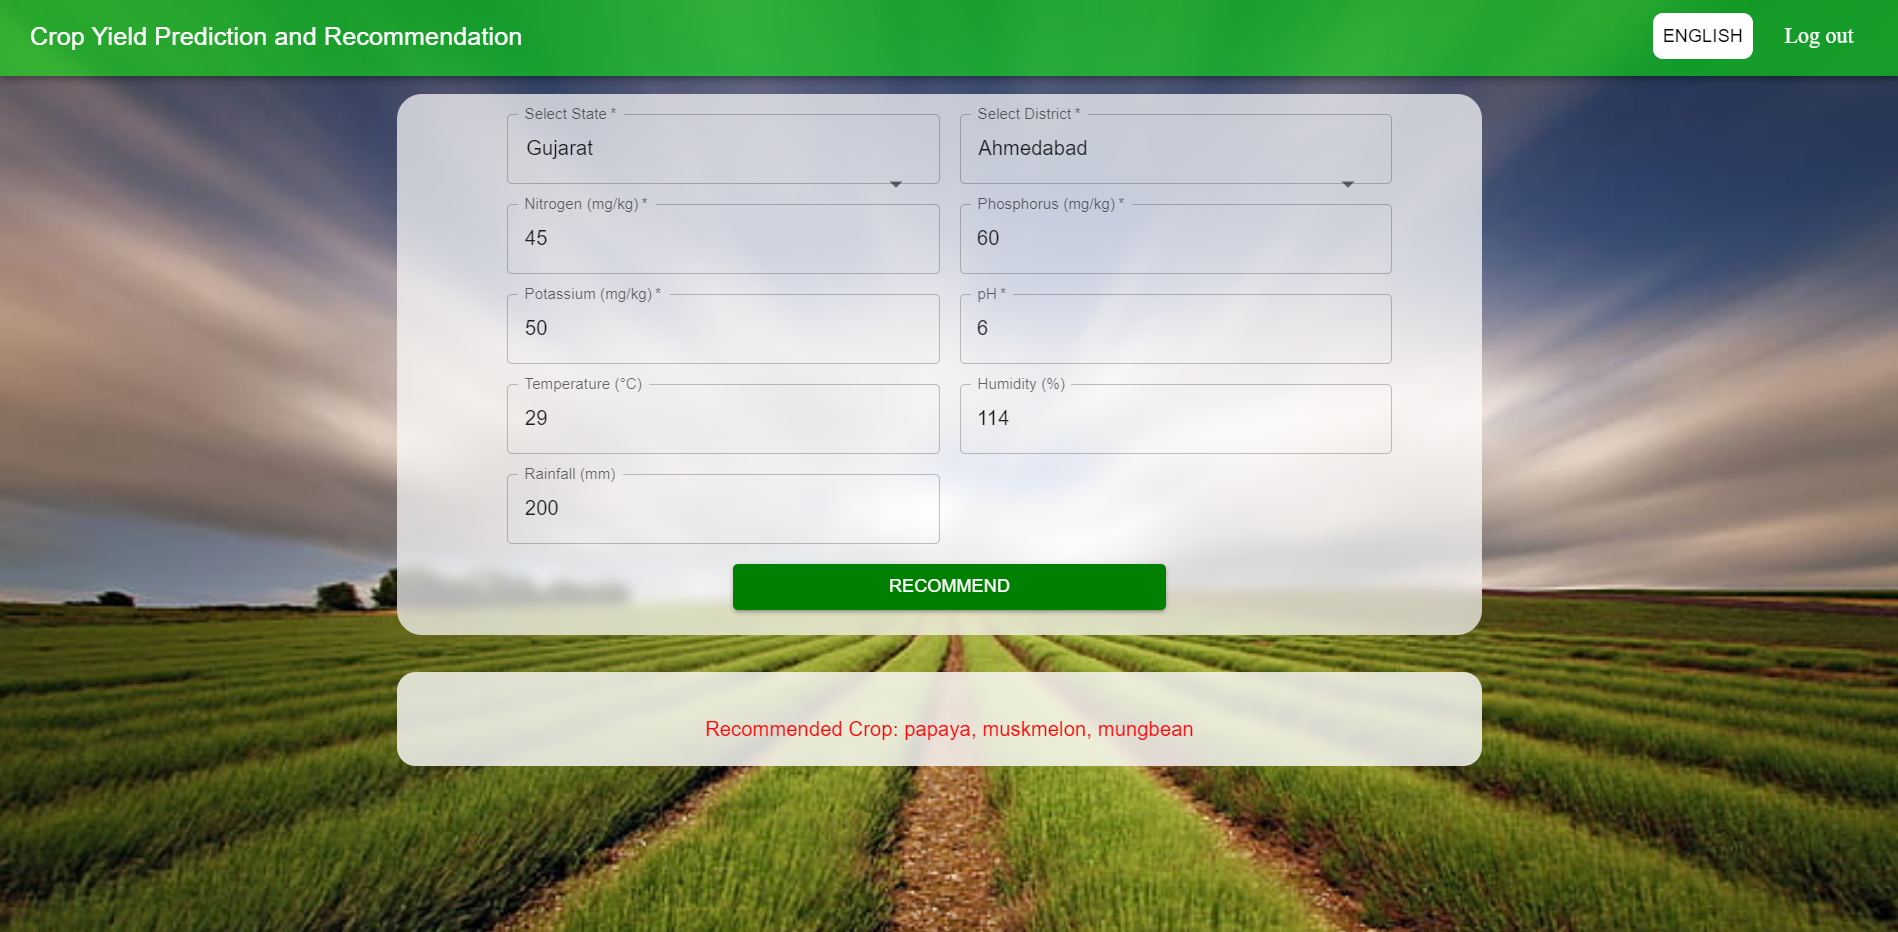 Crop Yield Prediction and Recommendation
ENGLISH
Log out
Select State *
Gujarat
Select District *
Ahmedabad
Nitrogen (mg/kg) *
45
Phosphorus (mg/kg) *
60
Potassium (mg/kg) *
50
pH *
6
Temperature (°C)
29
Humidity (%)
114
Rainfall (mm)
200
RECOMMEND
Recommended Crop: papaya, muskmelon, mungbean